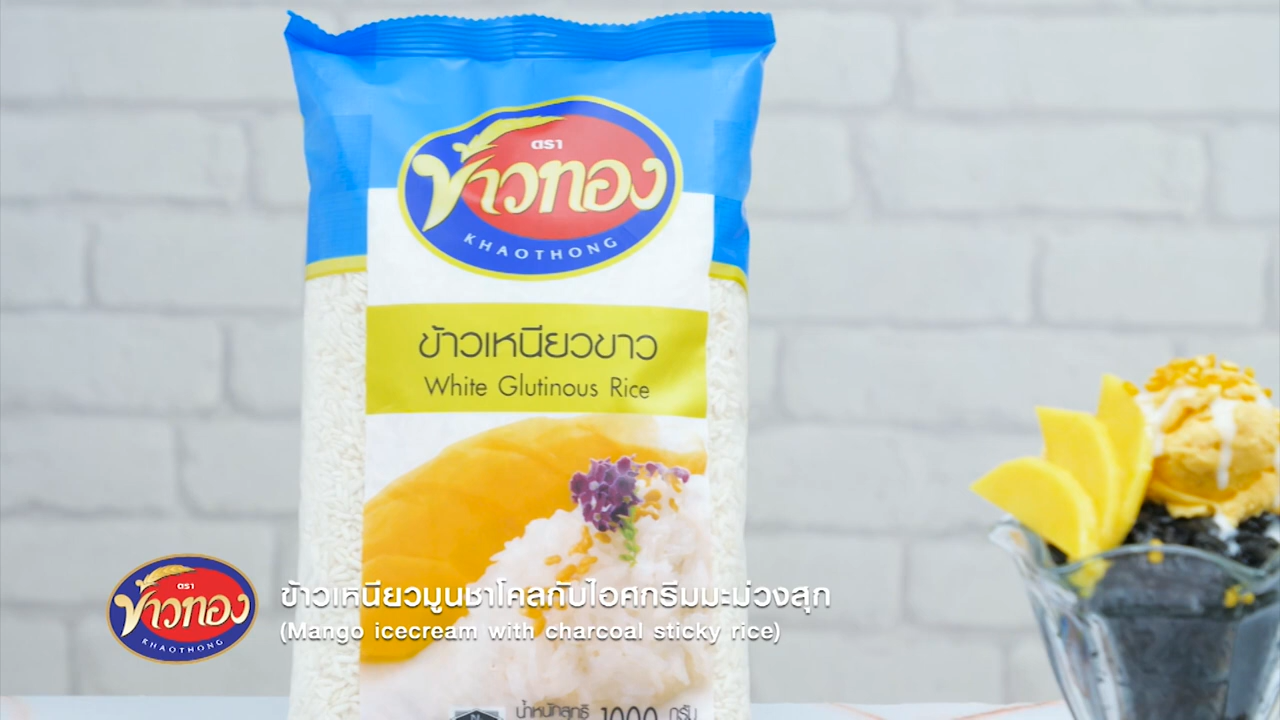 ตรา
ข้าวทอง
KHAOTHONG
ข้าวเหนียวขาว
White Glutinous Rice
ตรา
ข้าวทอง
KHAOTHONG
ข้าวเหนียวมูนชาโคลกับไอศกรีมมะม่วงสุก
(Mango icecream with charcoal sticky rice)
น้ำหนักสุทธิ 1000 กรัม